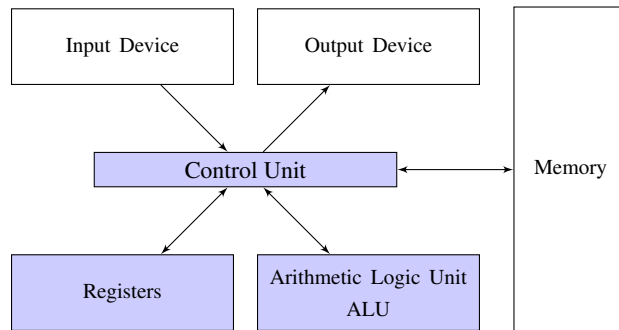 Input Device
Output Device
Control Unit
Memory
Registers
Arithmetic Logic Unit
ALU